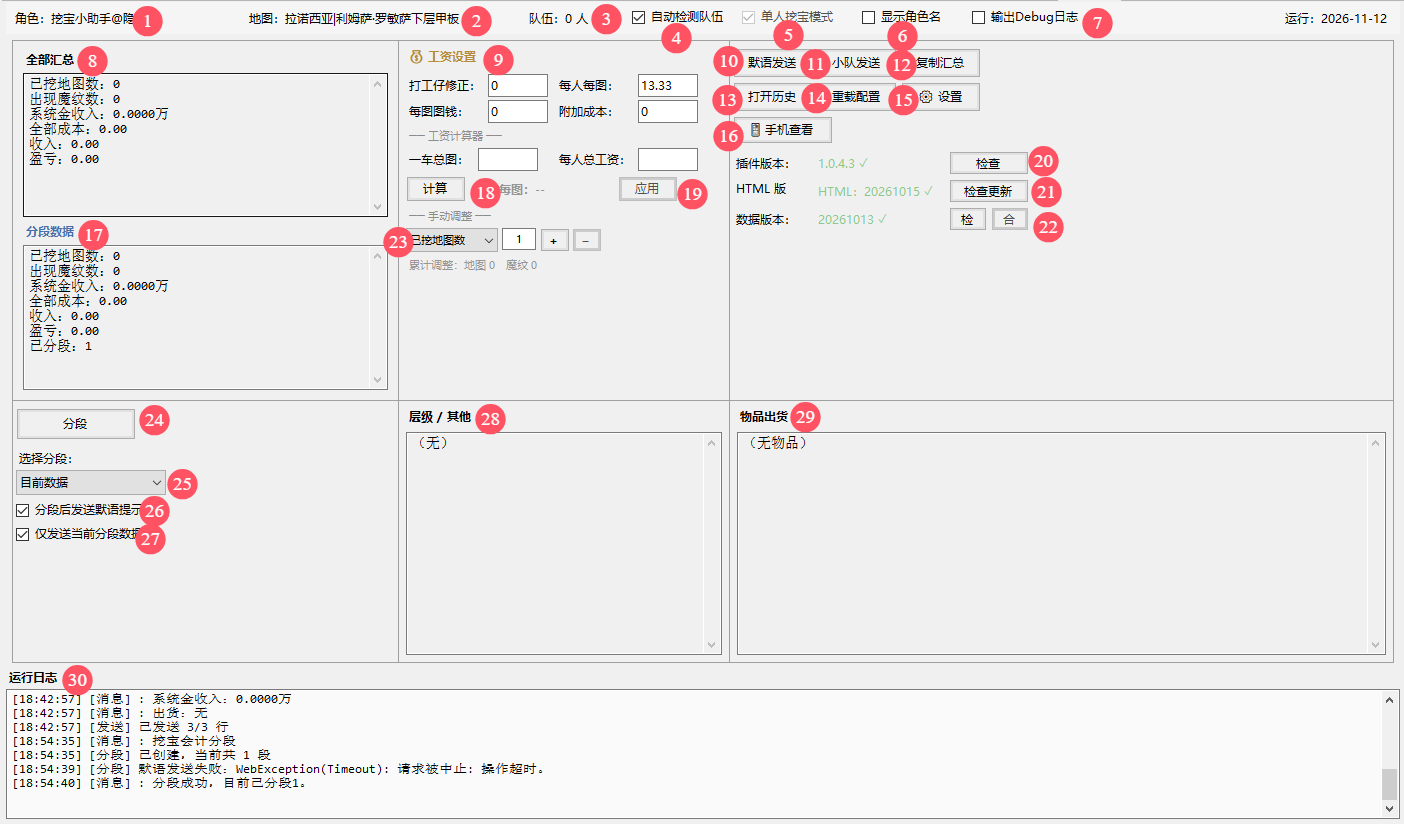 角色: 挖宝小助手@隐 1
地图: 拉诺西亚|利姆萨·罗敏萨下层甲板 2
队伍: 0 人 3
自动检测队伍 4
单人挖宝模式 5
显示角色名 6
输出Debug日志 7
运行: 2026-11-12
全部汇总 8
已挖地图数: 0
出现魔纹数: 0
系统金收入: 0.0000万
全部成本: 0.00
收入: 0.00
盈亏: 0.00
分段数据 17
已挖地图数: 0
出现魔纹数: 0
系统金收入: 0.0000万
全部成本: 0.00
收入: 0.00
盈亏: 0.00
已分段: 1
工资设置 9
打工仔修正: 0 每人每图: 13.33
每图图钱: 0 附加成本: 0
── 工资计算器 ──
一车总图: 每人总工资:
计算 18 每图: -- 应用 19
── 手动调整 ──
23 已挖地图数 1 + −
累计调整: 地图 0 魔纹 0
10 默语发送 11 小队发送 12 复制汇总
13 打开历史 14 重载配置 15 设置
16 手机查看
插件版本: 1.0.4.3 ✓ 检查 20
HTML 版 HTML: 20261015 ✓ 检查更新 21
数据版本: 20261013 ✓ 检 合 22
分段 24
选择分段:
目前数据 25
分段后发送默语提示 26
仅发送当前分段数据 27
层级 / 其他 28
（无）
物品出货 29
（无物品）
运行日志 30
[18:42:57] [消息] : 系统金收入: 0.0000万
[18:42:57] [消息] : 出货: 无
[18:42:57] [发送] 已发送 3/3 行
[18:54:35] [消息] : 挖宝会计分段
[18:54:35] [分段] 已创建, 当前共 1 段
[18:54:39] [分段] 默语发送失败: WebException(Timeout): 请求被中止: 操作超时。
[18:54:40] [消息] : 分段成功, 目前已分段1。